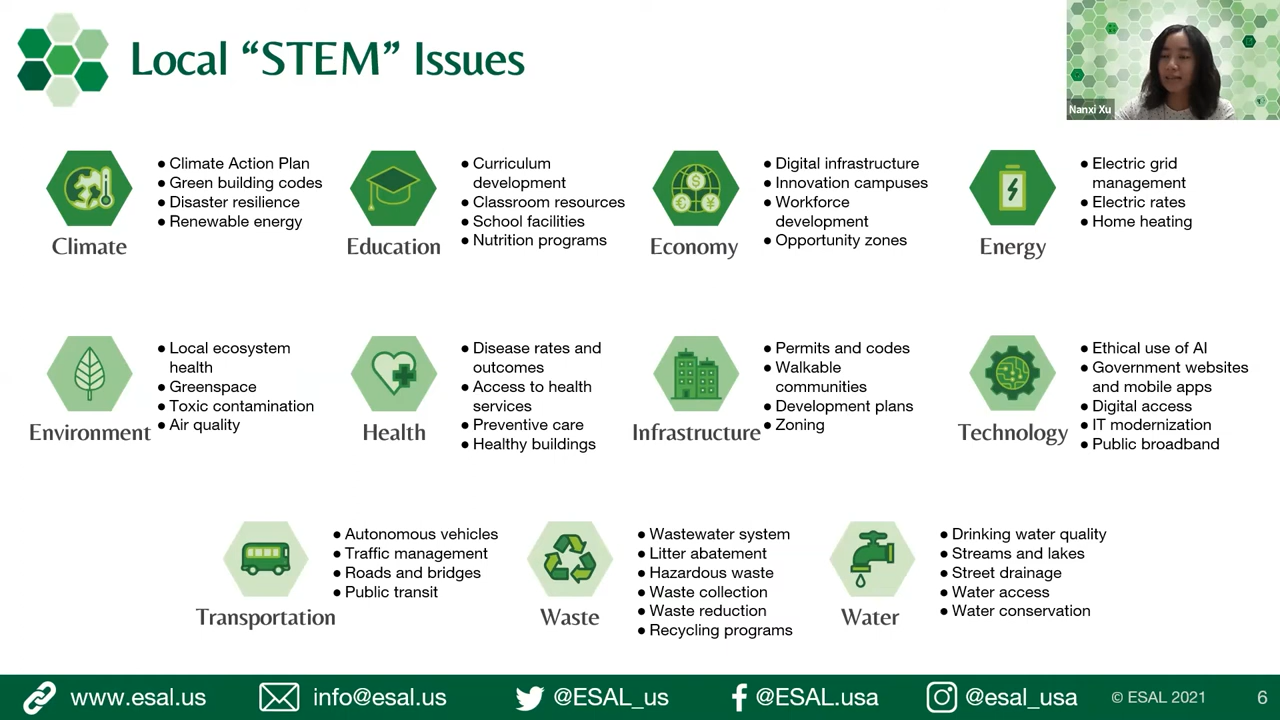 Local “STEM” Issues
Nanxi Xu
● Climate Action Plan
● Green building codes
● Disaster resilience
● Renewable energy
Climate
● Curriculum
development
● Classroom resources
● School facilities
● Nutrition programs
Education
● Digital infrastructure
● Innovation campuses
● Workforce
development
● Opportunity zones
Economy
● Electric grid
management
● Electric rates
● Home heating
Energy
● Local ecosystem
health
● Greenspace
● Toxic contamination
● Air quality
Environment
● Disease rates and
outcomes
● Access to health
services
● Preventive care
● Healthy buildings
Health
● Permits and codes
● Walkable
communities
● Development plans
● Zoning
Infrastructure
● Ethical use of AI
● Government websites
and mobile apps
● Digital access
● IT modernization
● Public broadband
Technology
● Autonomous vehicles
● Traffic management
● Roads and bridges
● Public transit
Transportation
● Wastewater system
● Litter abatement
● Hazardous waste
● Waste collection
● Waste reduction
● Recycling programs
Waste
● Drinking water quality
● Streams and lakes
● Street drainage
● Water access
● Water conservation
Water
www.esal.us info@esal.us @ESAL_us @ESAL.usa @esal_usa © ESAL 2021 6